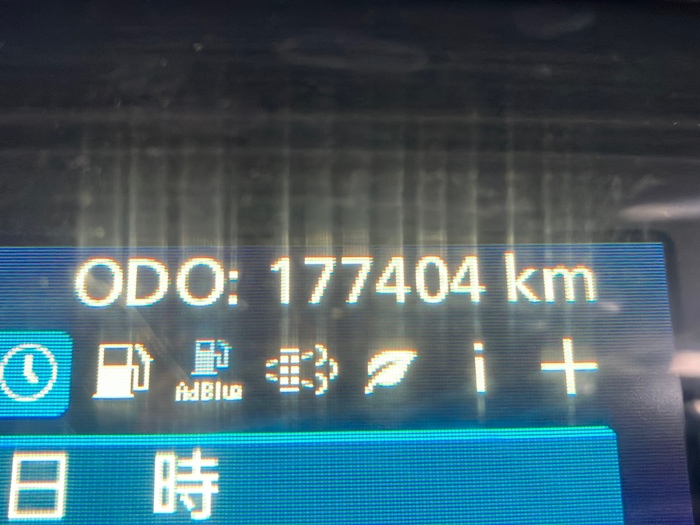 ODO: 177404 km
AdBlue
i
日 時